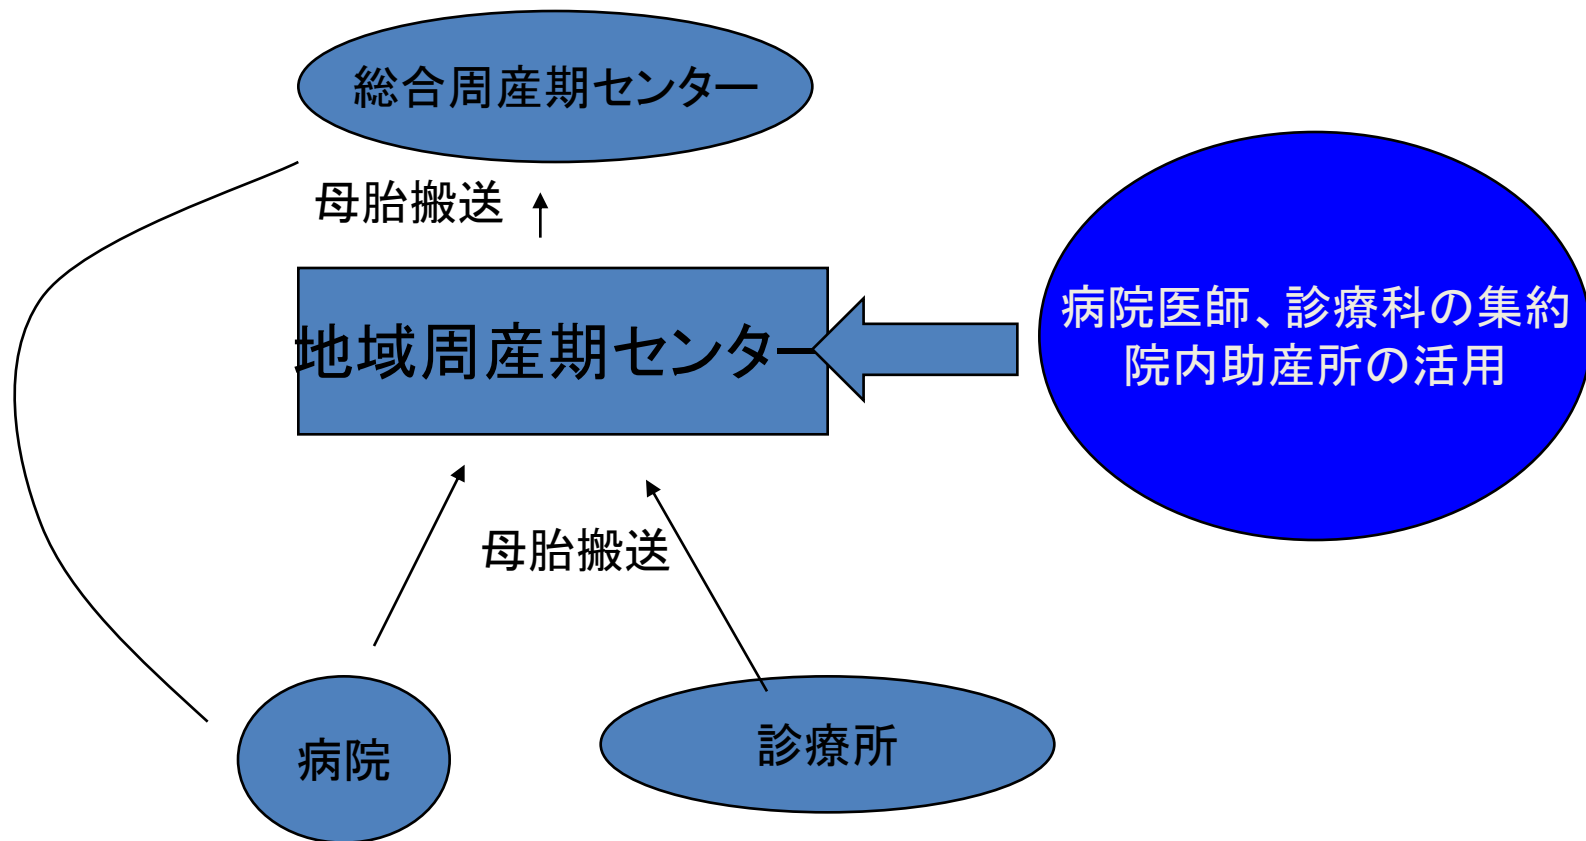 総合周産期センター
母胎搬送
地域周産期センター
病院医師、診療科の集約
院内助産所の活用
母胎搬送
病院
診療所